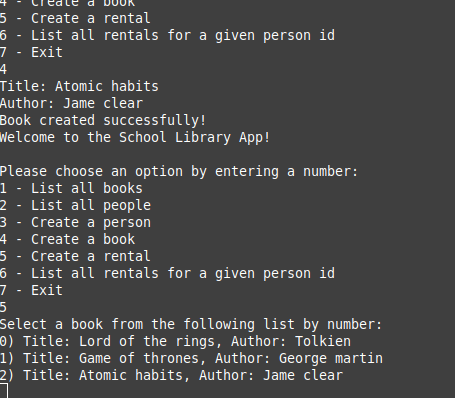 4 - Create a book
5 - Create a rental
6 - List all rentals for a given person id
7 - Exit
4
Title: Atomic habits
Author: Jame clear
Book created successfully!
Welcome to the School Library App!
Please choose an option by entering a number:
1 - List all books
2 - List all people
3 - Create a person
4 - Create a book
5 - Create a rental
6 - List all rentals for a given person id
7 - Exit
5
Select a book from the following list by number:
0) Title: Lord of the rings, Author: Tolkien
1) Title: Game of thrones, Author: George martin
2) Title: Atomic habits, Author: Jame clear